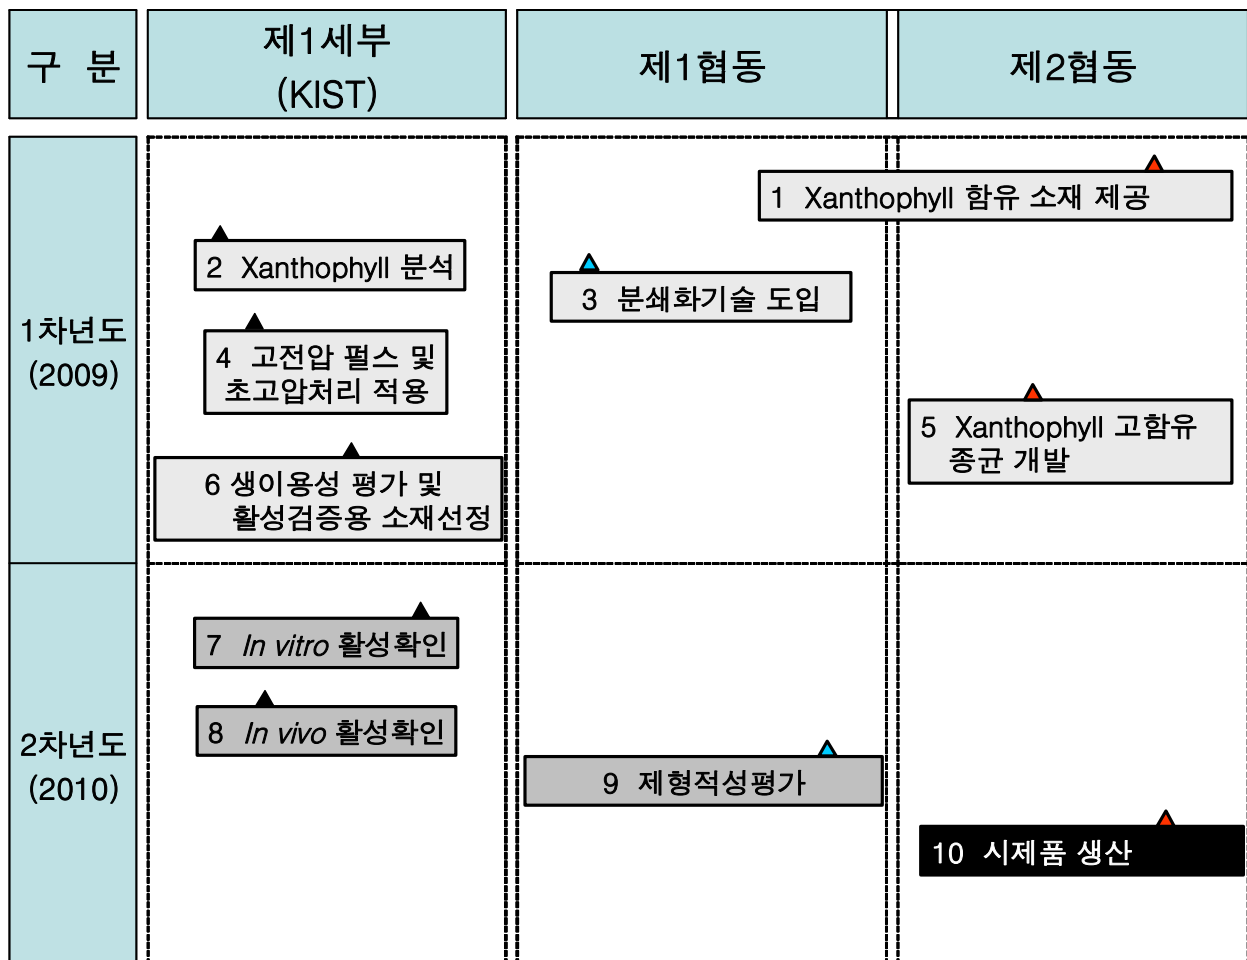 구 분
제1세부
(KIST)
제1협동
제2협동
1차년도
(2009)
1 Xanthophyll 함유 소재 제공
2 Xanthophyll 분석
3 분쇄화기술 도입
4 고전압 펄스 및
초고압처리 적용
5 Xanthophyll 고함유
종균 개발
6 생이용성 평가 및
활성검증용 소재선정
2차년도
(2010)
7 In vitro 활성확인
8 In vivo 활성확인
9 제형적성평가
10 시제품 생산